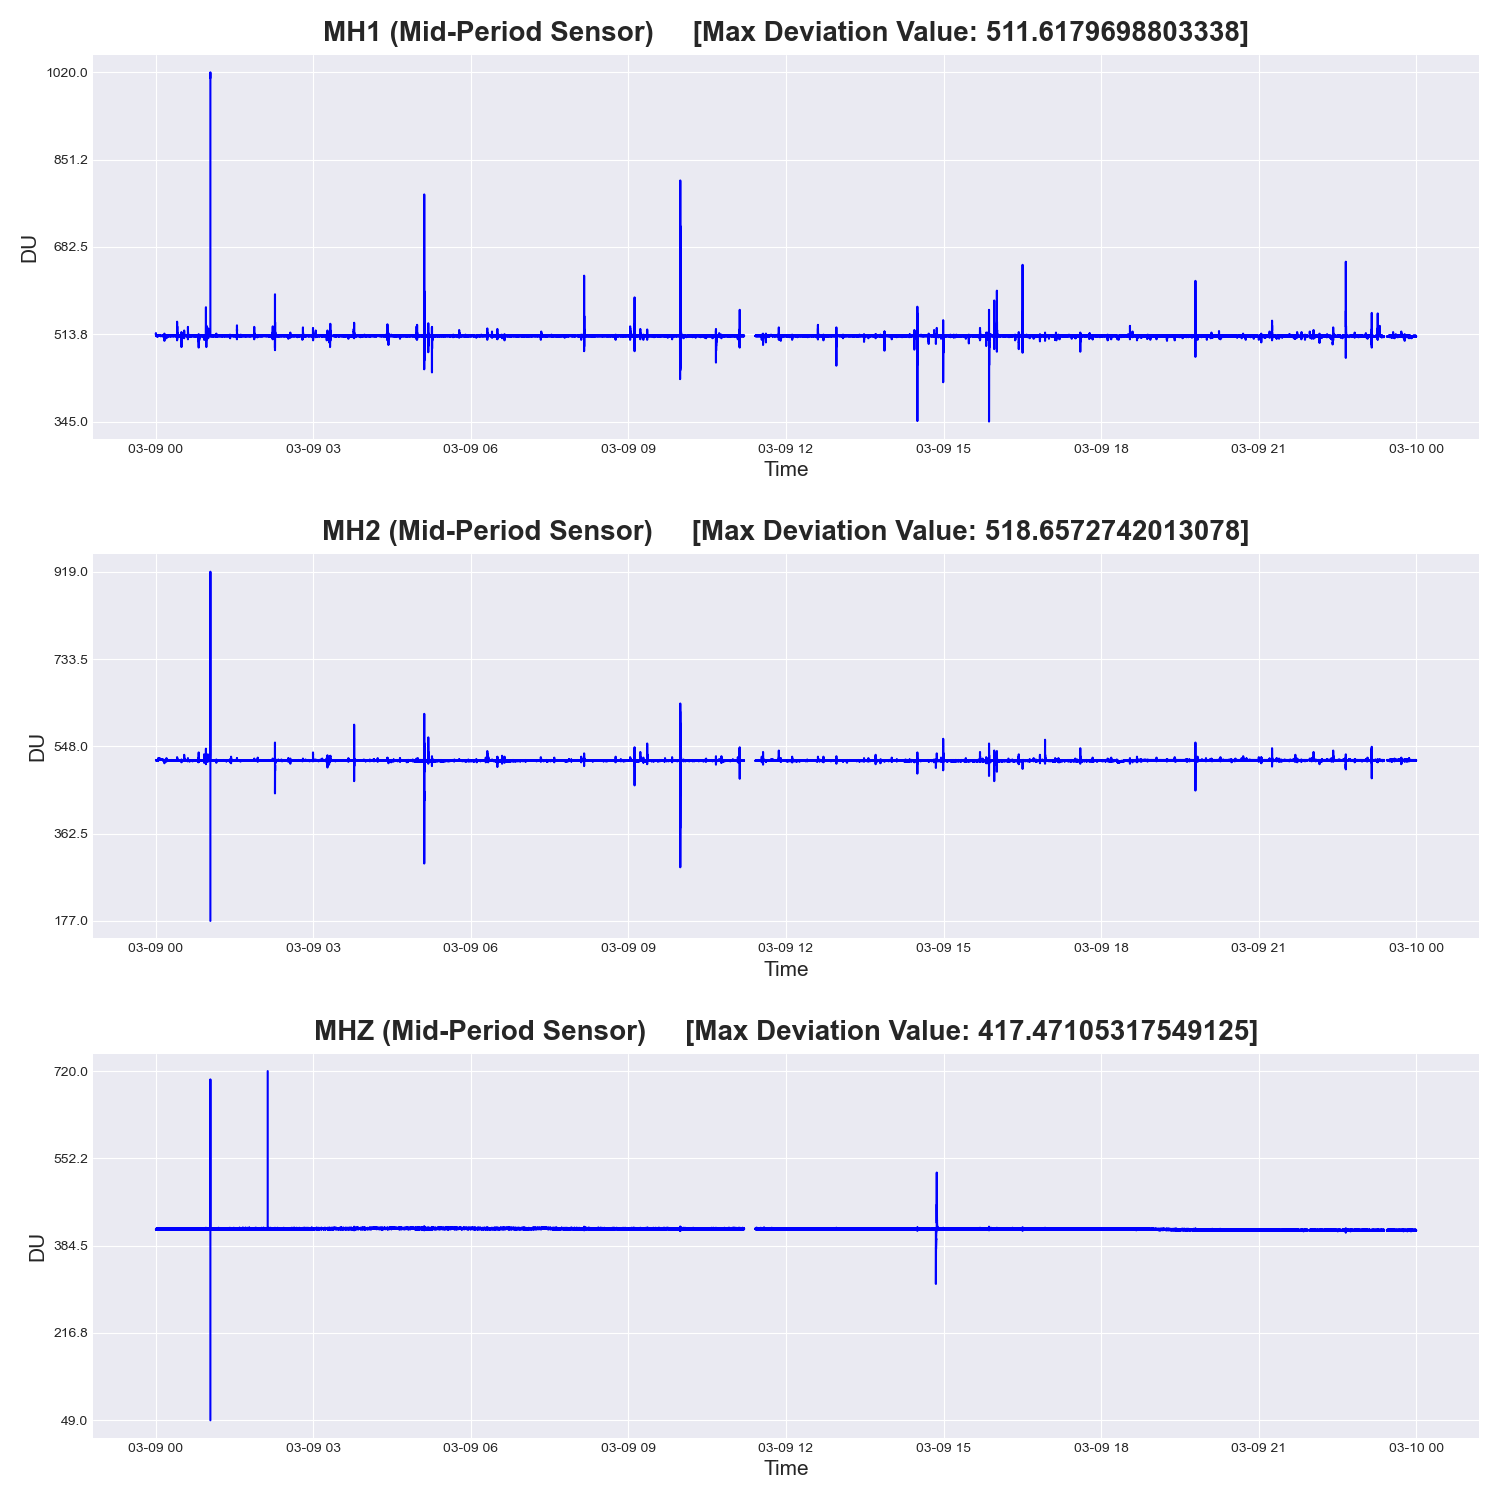 MH1 (Mid-Period Sensor) [Max Deviation Value: 511.6179698803338]
1020.0
851.2
682.5
513.8
345.0
DU
03-09 00 03-09 03 03-09 06 03-09 09 03-09 12 03-09 15 03-09 18 03-09 21 03-10 00
Time
MH2 (Mid-Period Sensor) [Max Deviation Value: 518.6572742013078]
919.0
733.5
548.0
362.5
177.0
DU
03-09 00 03-09 03 03-09 06 03-09 09 03-09 12 03-09 15 03-09 18 03-09 21 03-10 00
Time
MHZ (Mid-Period Sensor) [Max Deviation Value: 417.47105317549125]
720.0
552.2
384.5
216.8
49.0
DU
03-09 00 03-09 03 03-09 06 03-09 09 03-09 12 03-09 15 03-09 18 03-09 21 03-10 00
Time